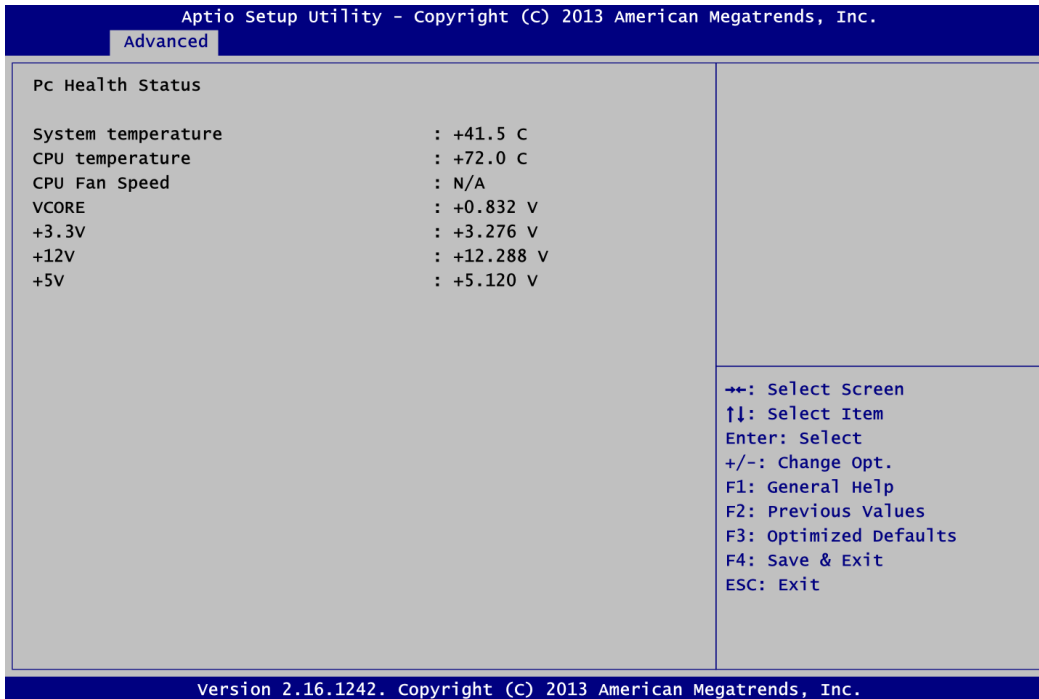 Aptio Setup Utility - Copyright (C) 2013 American Megatrends, Inc.
Advanced
Pc Health Status
System temperature : +41.5 C
CPU temperature : +72.0 C
CPU Fan Speed : N/A
VCORE : +0.832 V
+3.3V : +3.276 V
+12V : +12.288 V
+5V : +5.120 V
→←: Select Screen
↑↓: Select Item
Enter: Select
+/-: Change Opt.
F1: General Help
F2: Previous Values
F3: Optimized Defaults
F4: Save & Exit
ESC: Exit
Version 2.16.1242. Copyright (C) 2013 American Megatrends, Inc.